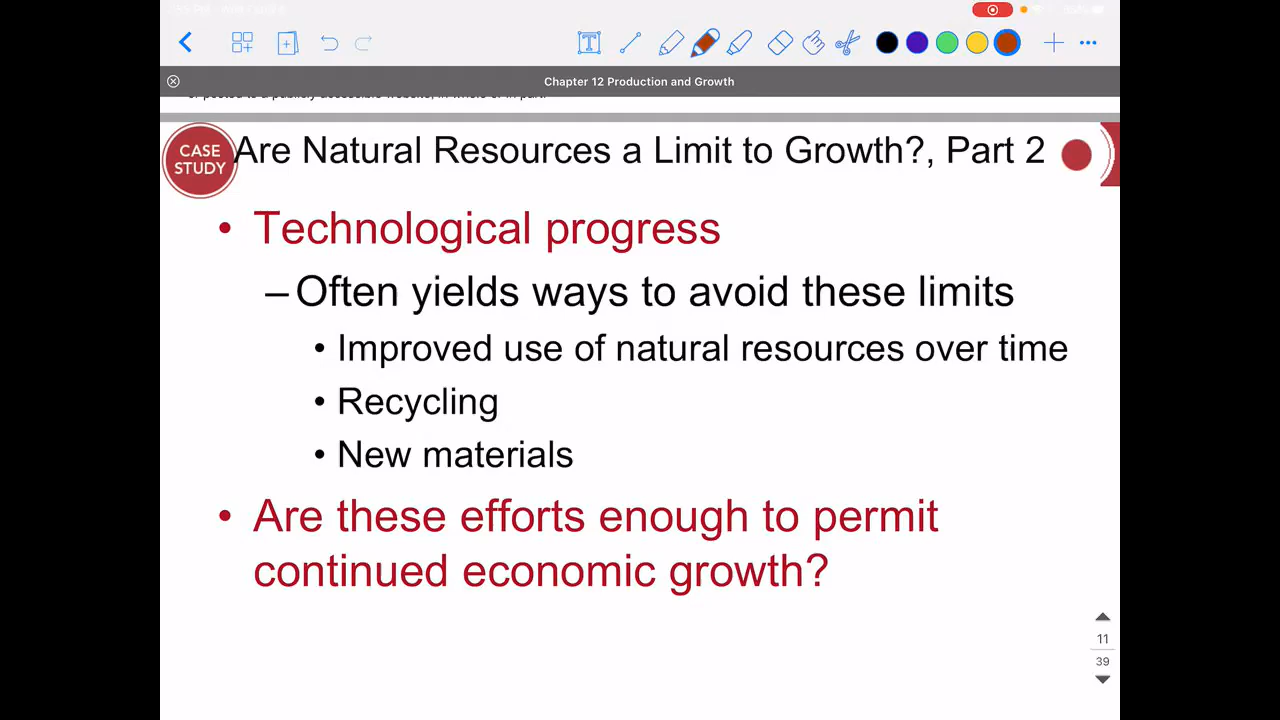 Chapter 12 Production and Growth
CASE STUDY
Are Natural Resources a Limit to Growth?, Part 2
• Technological progress
– Often yields ways to avoid these limits
• Improved use of natural resources over time
• Recycling
• New materials
• Are these efforts enough to permit
continued economic growth?
11
39